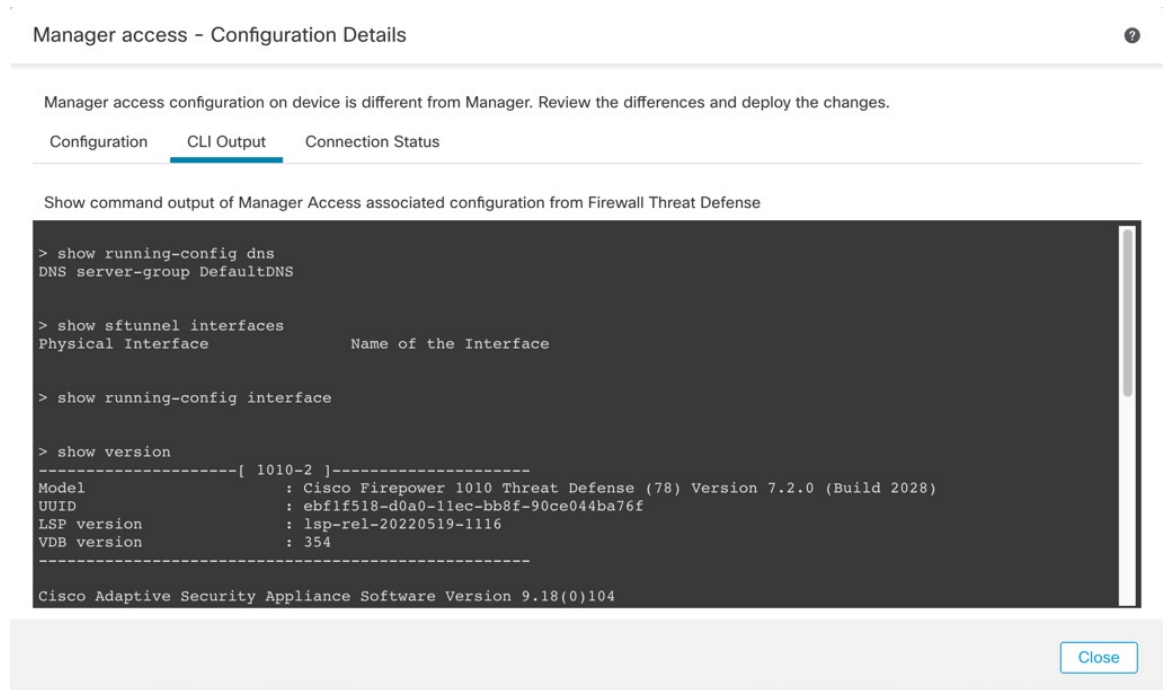 Manager access - Configuration Details
?
Manager access configuration on device is different from Manager. Review the differences and deploy the changes.
Configuration CLI Output Connection Status
Show command output of Manager Access associated configuration from Firewall Threat Defense
> show running-config dns
DNS server-group DefaultDNS
> show sftunnel interfaces
Physical Interface Name of the Interface
> show running-config interface
> show version
---------------------[ 1010-2 ]---------------------
Model : Cisco Firepower 1010 Threat Defense (78) Version 7.2.0 (Build 2028)
UUID : ebf1f518-d0a0-11ec-bb8f-90ce044ba76f
LSP version : lsp-rel-20220519-1116
VDB version : 354
----------------------------------------------------
Cisco Adaptive Security Appliance Software Version 9.18(0)104
Close